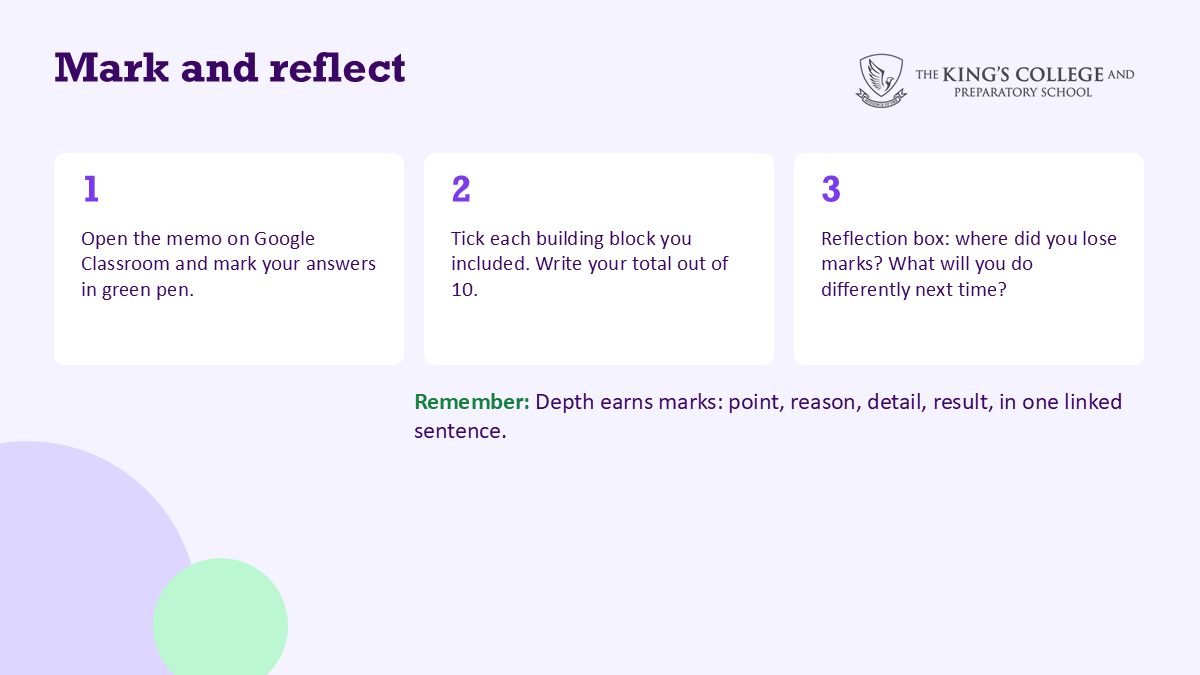 Mark and reflect
THE KING'S COLLEGE AND
PREPARATORY SCHOOL
1
Open the memo on Google
Classroom and mark your answers
in green pen.
2
Tick each building block you
included. Write your total out of
10.
3
Reflection box: where did you lose
marks? What will you do
differently next time?
Remember: Depth earns marks: point, reason, detail, result, in one linked
sentence.